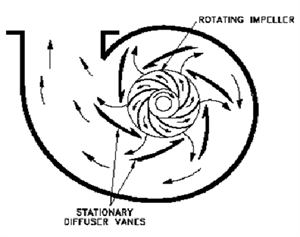 ROTATING IMPELLER
STATIONARY
DIFFUSER VANES